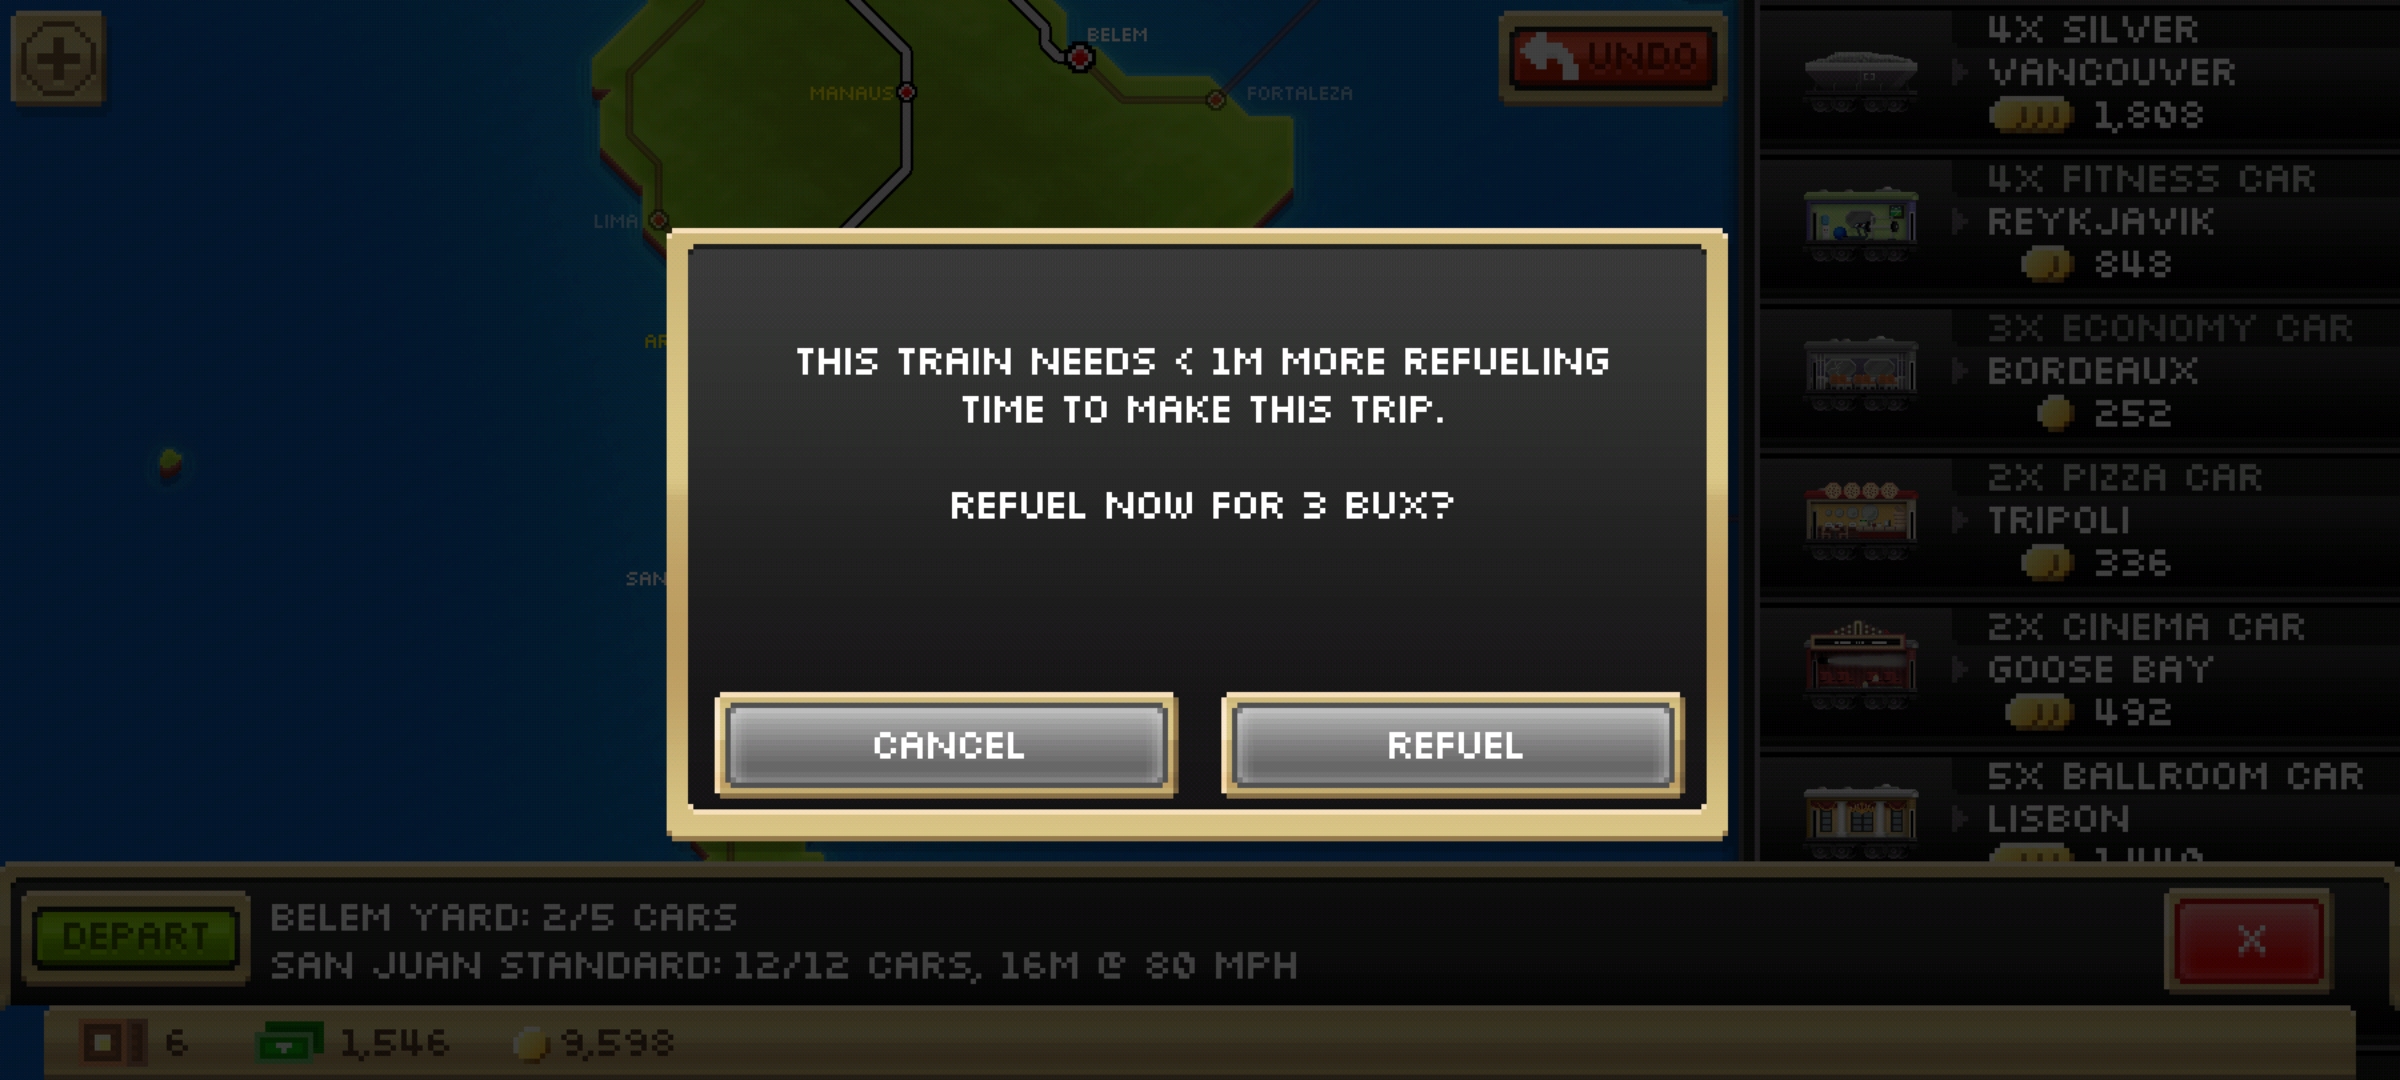 BELEM
MANAUS
FORTALEZA
LIMA
SAN
UNDO
4X SILVER
VANCOUVER
1,808
4X FITNESS CAR
REYKJAVIK
848
3X ECONOMY CAR
BORDEAUX
252
2X PIZZA CAR
TRIPOLI
336
2X CINEMA CAR
GOOSE BAY
492
5X BALLROOM CAR
LISBON
THIS TRAIN NEEDS < 1M MORE REFUELING
TIME TO MAKE THIS TRIP.
REFUEL NOW FOR 3 BUX?
CANCEL
REFUEL
DEPART
BELEM YARD: 2/5 CARS
SAN JUAN STANDARD: 12/12 CARS, 16M @ 80 MPH
X
6
1,546
9,598